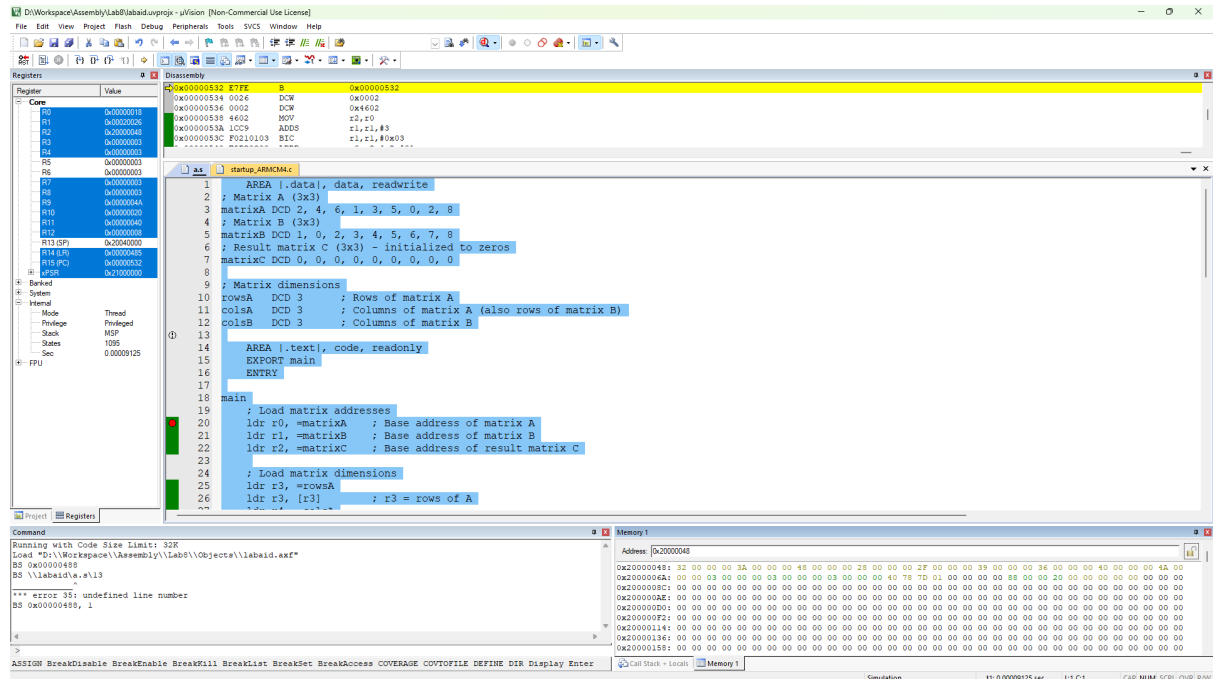 D:\Workspace\Assembly\Lab8\labaid.uvprojx - µVision [Non-Commercial Use License]
File Edit View Project Flash Debug Peripherals Tools SVCS Window Help
Registers
Register Value
Core
R0 0x00000018
R1 0x20000026
R2 0x20000048
R3 0x00000003
R4 0x00000003
R5 0x00000003
R6 0x00000003
R7 0x00000003
R8 0x00000003
R9 0x0000004A
R10 0x00000020
R11 0x00000040
R12 0x00000008
R13 (SP) 0x20040000
R14 (LR) 0x00000485
R15 (PC) 0x00000532
xPSR 0x21000000
Banked
System
Internal
Mode Thread
Privilege Privileged
Stack MSP
States 1095
Sec 0.00009125
FPU
Project Registers
Disassembly
0x00000532 E7FE B 0x00000532
0x00000534 0026 DCW 0x0002
0x00000536 0002 DCW 0x4602
0x00000538 4602 MOV r2,r0
0x0000053A 1CC9 ADDS r1,r1,#3
0x0000053C F0210103 BIC r1,r1,#0x03
a.s startup_ARMCM4.c
1 AREA |.data|, data, readwrite
2 ; Matrix A (3x3)
3 matrixA DCD 2, 4, 6, 1, 3, 5, 0, 2, 8
4 ; Matrix B (3x3)
5 matrixB DCD 1, 0, 2, 3, 4, 5, 6, 7, 8
6 ; Result matrix C (3x3) - initialized to zeros
7 matrixC DCD 0, 0, 0, 0, 0, 0, 0, 0, 0
8
9 ; Matrix dimensions
10 rowsA DCD 3 ; Rows of matrix A
11 colsA DCD 3 ; Columns of matrix A (also rows of matrix B)
12 colsB DCD 3 ; Columns of matrix B
13
14 AREA |.text|, code, readonly
15 EXPORT main
16 ENTRY
17
18 main
19 ; Load matrix addresses
20 ldr r0, =matrixA ; Base address of matrix A
21 ldr r1, =matrixB ; Base address of matrix B
22 ldr r2, =matrixC ; Base address of result matrix C
23
24 ; Load matrix dimensions
25 ldr r3, =rowsA
26 ldr r3, [r3] ; r3 = rows of A
Command
Running with Code Size Limit: 32K
Load "D:\\Workspace\\Assembly\\Lab8\\Objects\\labaid.axf"
BS 0x00000488
BS \\labaid\a.s\13
_____________^
*** error 35: undefined line number
BS 0x00000488, 1
>
ASSIGN BreakDisable BreakEnable BreakKill BreakList BreakSet BreakAccess COVERAGE COVTOFILE DEFINE DIR Display Enter
Memory 1
Address: 0x20000048
0x20000048: 32 00 00 00 3A 00 00 00 48 00 00 00 28 00 00 00 2F 00 00 00 39 00 00 00 36 00 00 00 40 00 00 00 4A 00
0x2000006A: 00 00 03 00 00 00 03 00 00 00 03 00 00 00 40 78 7D 01 00 00 00 00 88 00 00 20 00 00 00 00 00 00 00 00
0x2000008C: 00 00 00 00 00 00 00 00 00 00 00 00 00 00 00 00 00 00 00 00 00 00 00 00 00 00 00 00 00 00 00 00 00 00
0x200000AE: 00 00 00 00 00 00 00 00 00 00 00 00 00 00 00 00 00 00 00 00 00 00 00 00 00 00 00 00 00 00 00 00 00 00
0x200000D0: 00 00 00 00 00 00 00 00 00 00 00 00 00 00 00 00 00 00 00 00 00 00 00 00 00 00 00 00 00 00 00 00 00 00
0x200000F2: 00 00 00 00 00 00 00 00 00 00 00 00 00 00 00 00 00 00 00 00 00 00 00 00 00 00 00 00 00 00 00 00 00 00
0x20000114: 00 00 00 00 00 00 00 00 00 00 00 00 00 00 00 00 00 00 00 00 00 00 00 00 00 00 00 00 00 00 00 00 00 00
0x20000136: 00 00 00 00 00 00 00 00 00 00 00 00 00 00 00 00 00 00 00 00 00 00 00 00 00 00 00 00 00 00 00 00 00 00
0x20000158: 00 00 00 00 00 00 00 00 00 00 00 00 00 00 00 00 00 00 00 00 00 00 00 00 00 00 00 00 00 00 00 00 00 00
Call Stack + Locals Memory 1
Simulation t1: 0.00009125 sec L:1 C:1 CAP NUM SCRL OVR R/W